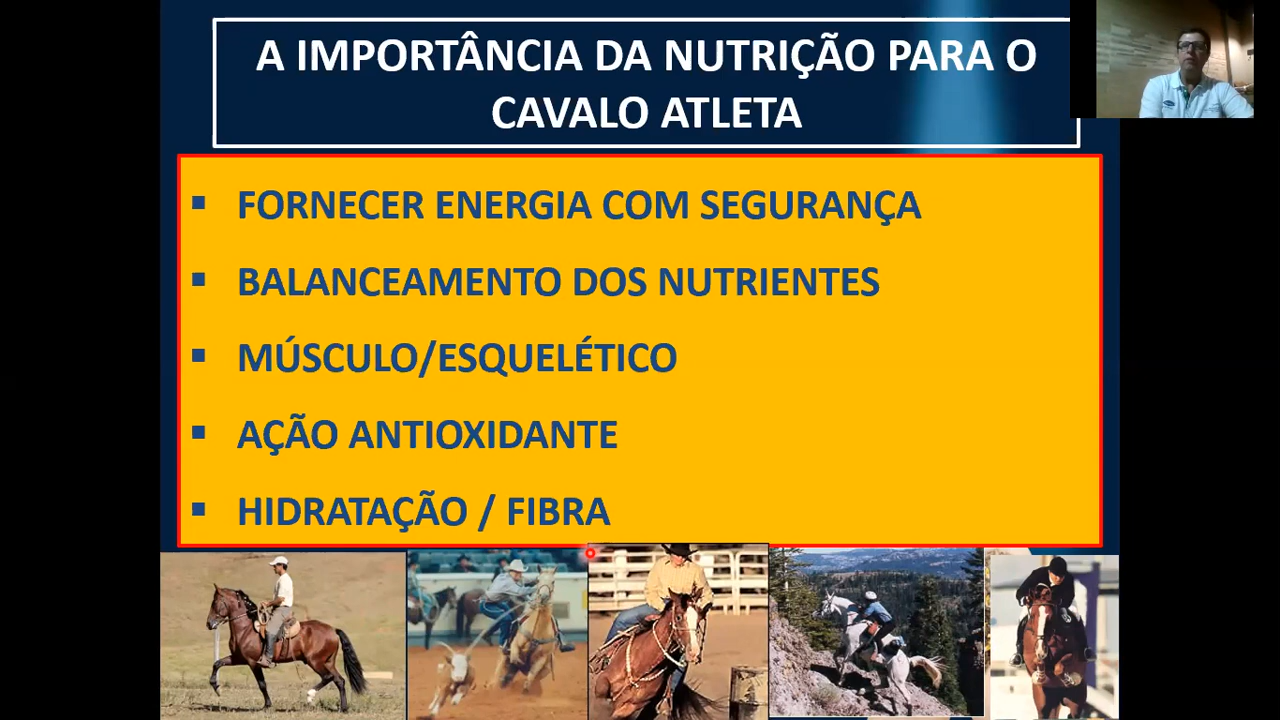 A IMPORTÂNCIA DA NUTRIÇÃO PARA O
CAVALO ATLETA
▪ FORNECER ENERGIA COM SEGURANÇA
▪ BALANCEAMENTO DOS NUTRIENTES
▪ MÚSCULO/ESQUELÉTICO
▪ AÇÃO ANTIOXIDANTE
▪ HIDRATAÇÃO / FIBRA